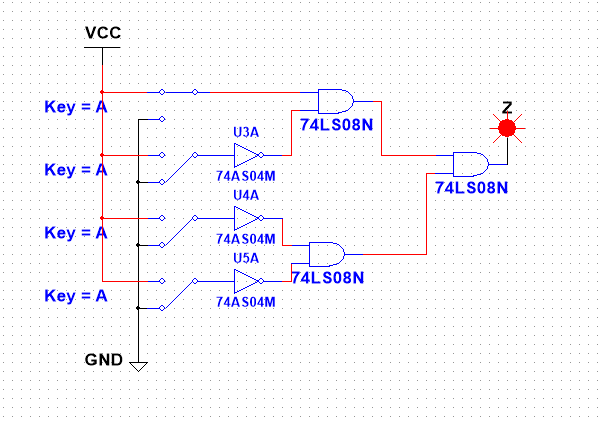 VCC
Key = A
Z
74LS08N
U3A
Key = A
74AS04M
74LS08N
U4A
Key = A
74AS04M
U5A
74LS08N
Key = A
74AS04M
GND